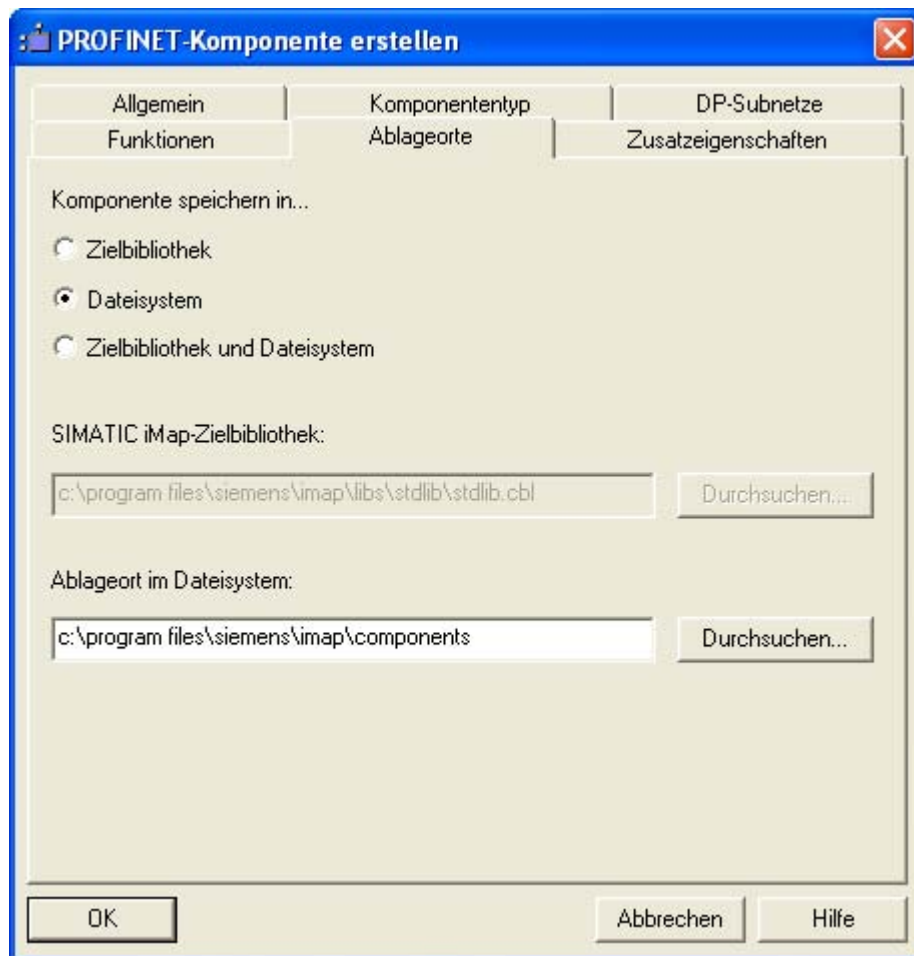 PROFINET-Komponente erstellen
Allgemein Komponententyp DP-Subnetze
Funktionen Ablageorte Zusatzeigenschaften
Komponente speichern in...
Zielbibliothek
Dateisystem
Zielbibliothek und Dateisystem
SIMATIC iMap-Zielbibliothek:
c:\program files\siemens\imap\libs\stdlib\stdlib.cbl Durchsuchen...
Ablageort im Dateisystem:
c:\program files\siemens\imap\components Durchsuchen...
OK Abbrechen Hilfe